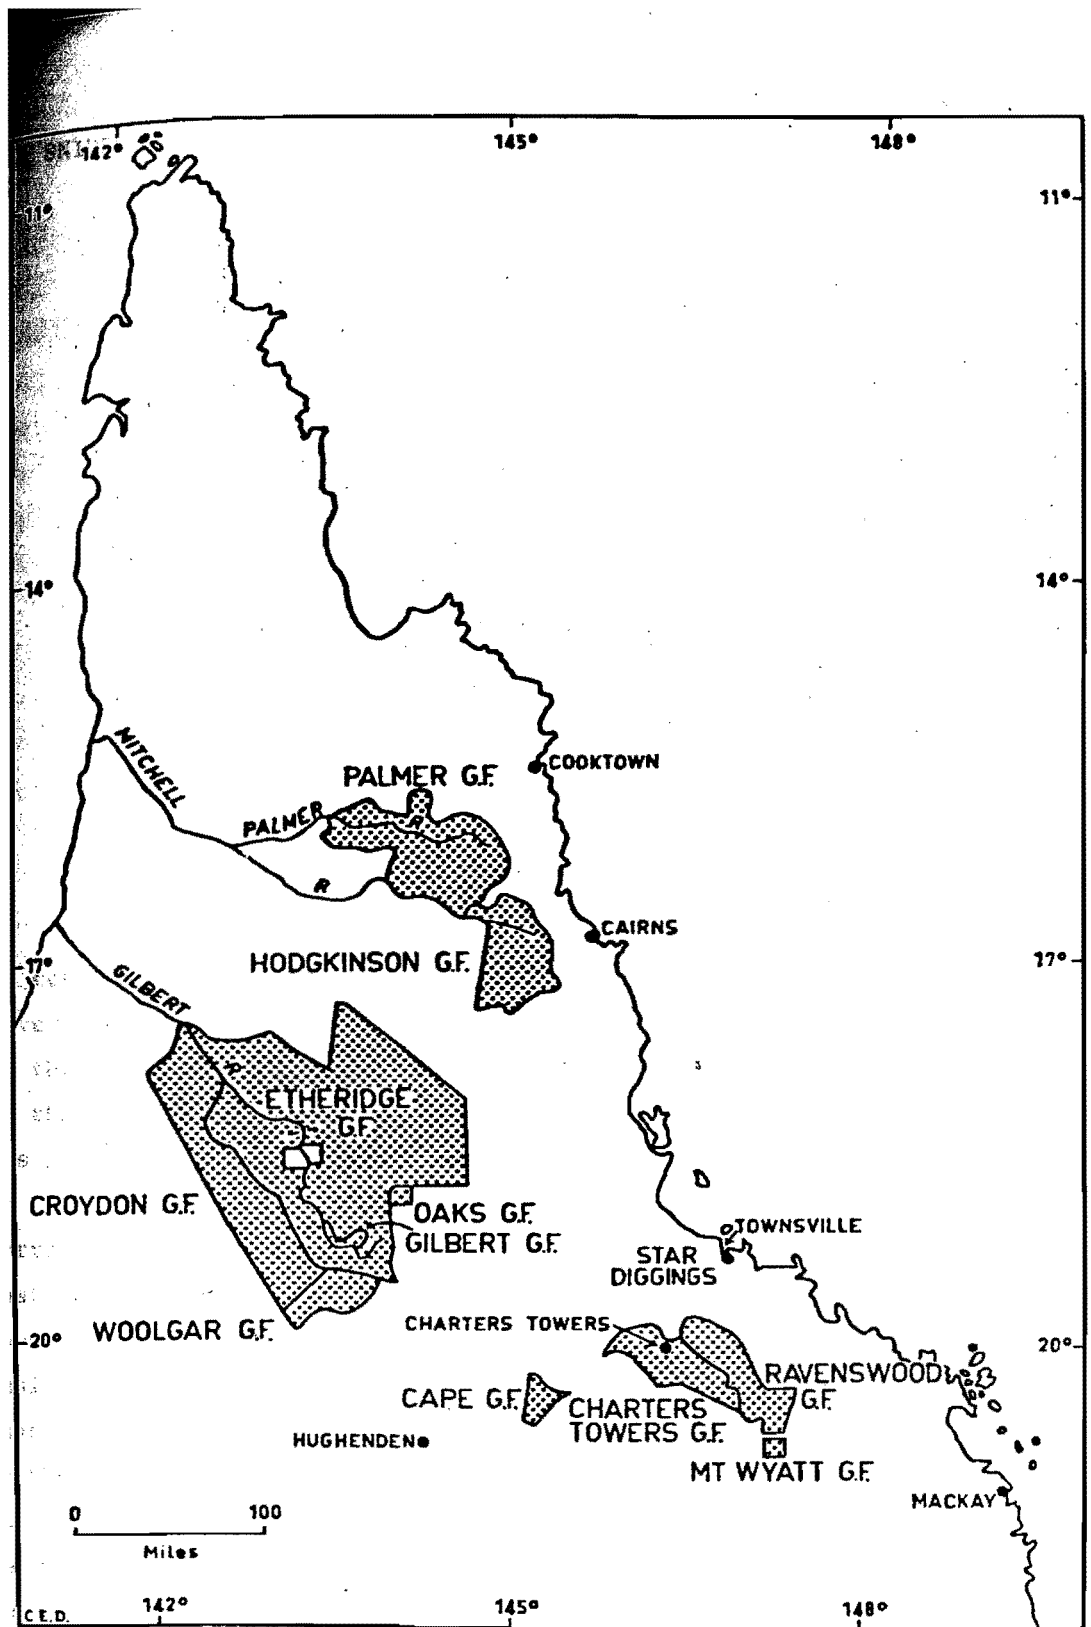 142°
145°
148°
11°
11°
14°
14°
MITCHELL
COOKTOWN
PALMER G.F.
PALMER
R
R
CAIRNS
HODGKINSON G.F.
17°
17°
GILBERT
R
ETHERIDGE
G.F.
CROYDON G.F.
OAKS G.F.
GILBERT G.F.
TOWNSVILLE
STAR
DIGGINGS
WOOLGAR G.F.
CHARTERS TOWERS
20°
20°
RAVENSWOOD
G.F.
CAPE G.F.
CHARTERS
TOWERS G.F.
HUGHENDEN
MT WYATT G.F.
MACKAY
0 100
Miles
C.E.D.
142°
145°
148°